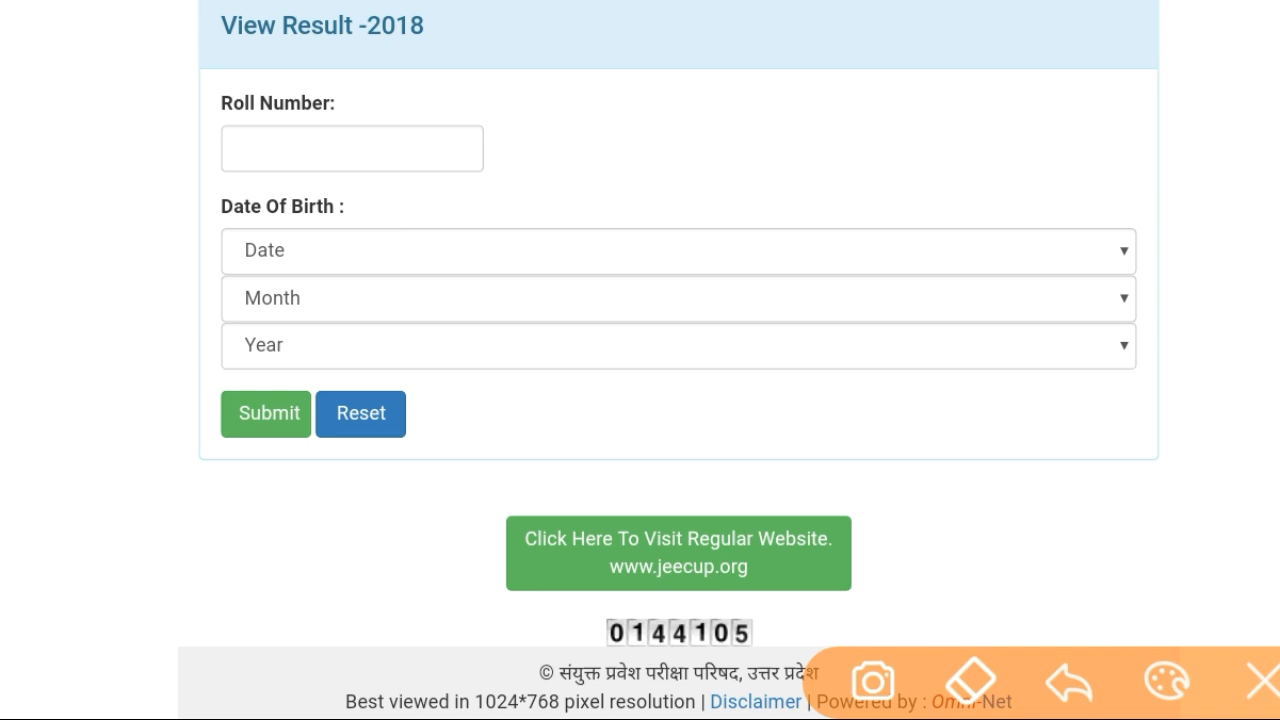 View Result -2018
Roll Number:
Date Of Birth :
Date
Month
Year
Submit Reset
Click Here To Visit Regular Website.
www.jeecup.org
0144105
© संयुक्त प्रवेश परीक्षा परिषद, उत्तर प्रदेश
Best viewed in 1024*768 pixel resolution | Disclaimer | Powered by : Omni-Net